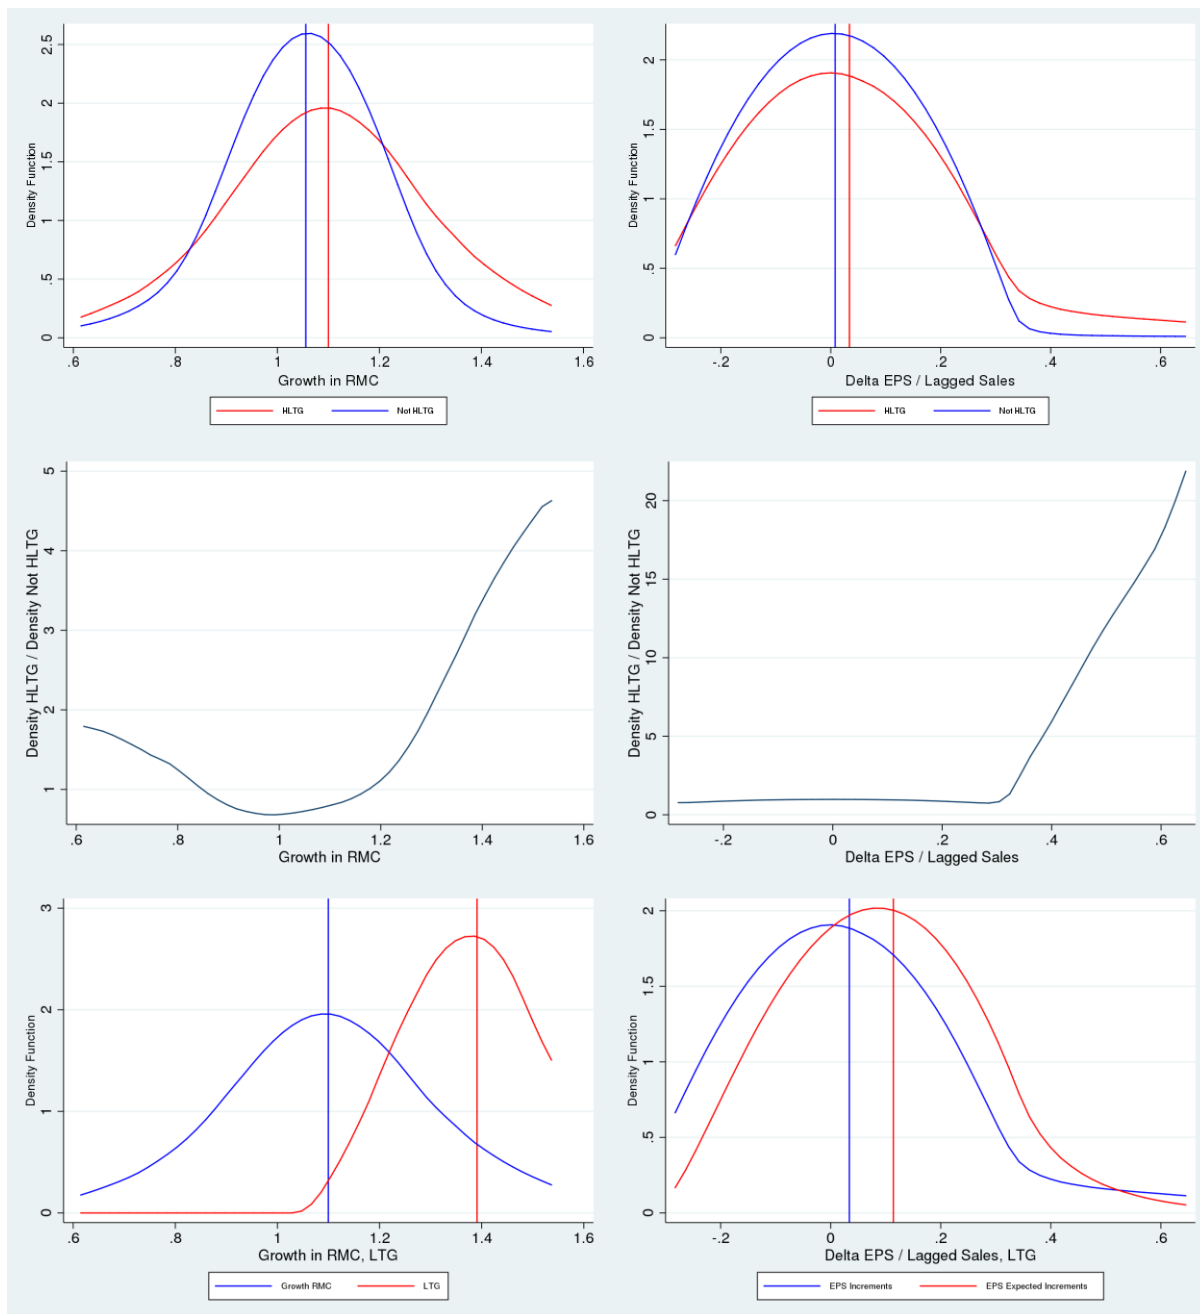 Density Function
2.5
2
1.5
1
.5
0
.6 .8 1 1.2 1.4 1.6
Growth in RMC
HLTG Not HLTG
Density Function
2
1.5
1
.5
0
-.2 0 .2 .4 .6
Delta EPS / Lagged Sales
HLTG Not HLTG
Density HLTG / Density Not HLTG
5
4
3
2
1
.6 .8 1 1.2 1.4 1.6
Growth in RMC
Density HLTG / Density Not HLTG
20
15
10
5
0
-.2 0 .2 .4 .6
Delta EPS / Lagged Sales
Density Function
3
2
1
0
.6 .8 1 1.2 1.4 1.6
Growth in RMC, LTG
Growth RMC LTG
Density Function
2
1.5
1
.5
0
-.2 0 .2 .4 .6
Delta EPS / Lagged Sales, LTG
EPS Increments EPS Expected Increments